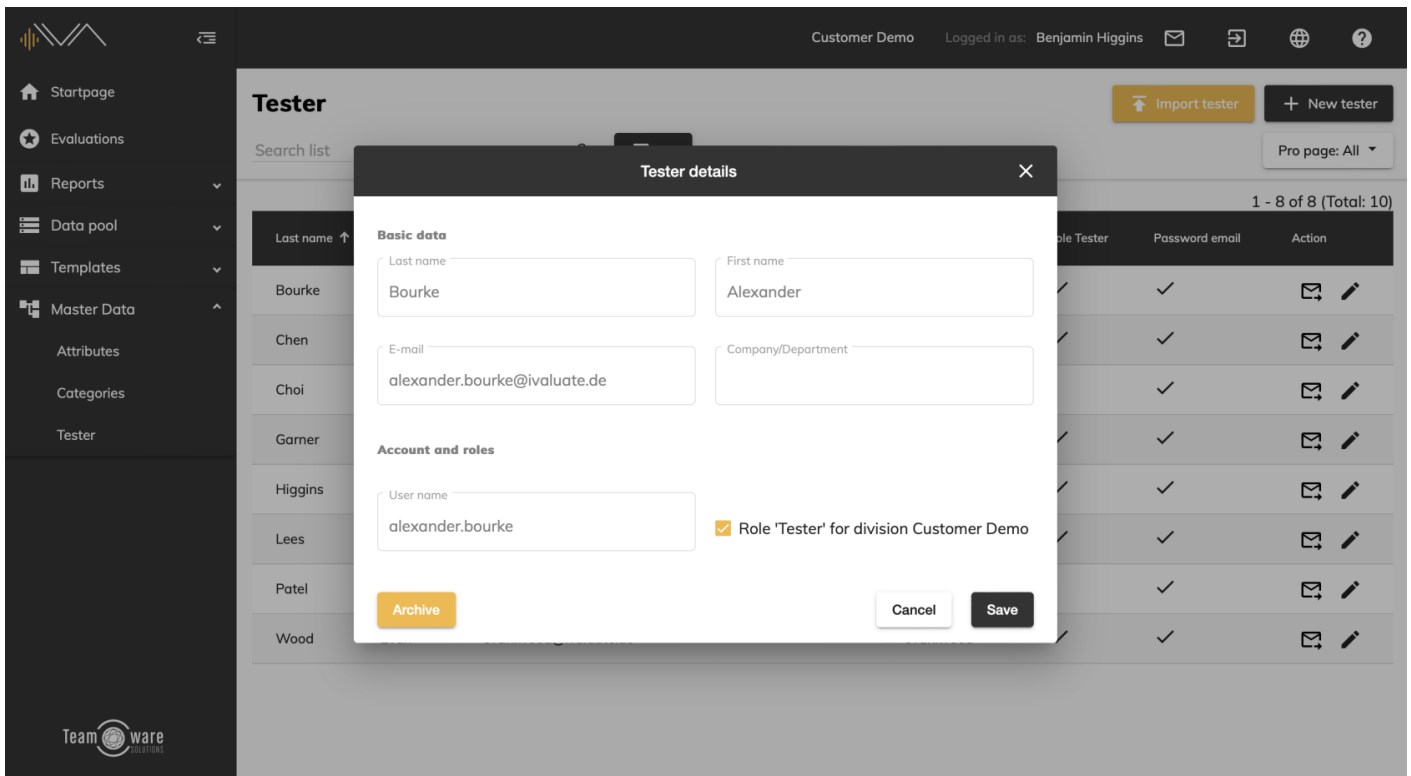 Customer Demo Logged in as: Benjamin Higgins
Startpage
Evaluations
Reports
Data pool
Templates
Master Data
Attributes
Categories
Tester
Team ware
SOLUTIONS
Tester
Import tester
New tester
Search list
Pro page: All
1 - 8 of 8 (Total: 10)
Last name Tester Password email Action
Bourke
Chen
Choi
Garner
Higgins
Lees
Patel
Wood
Tester details
Basic data
Last name First name
Bourke Alexander
E-mail Company/Department
alexander.bourke@ivaluate.de
Account and roles
User name
alexander.bourke
Role 'Tester' for division Customer Demo
Archive Cancel Save